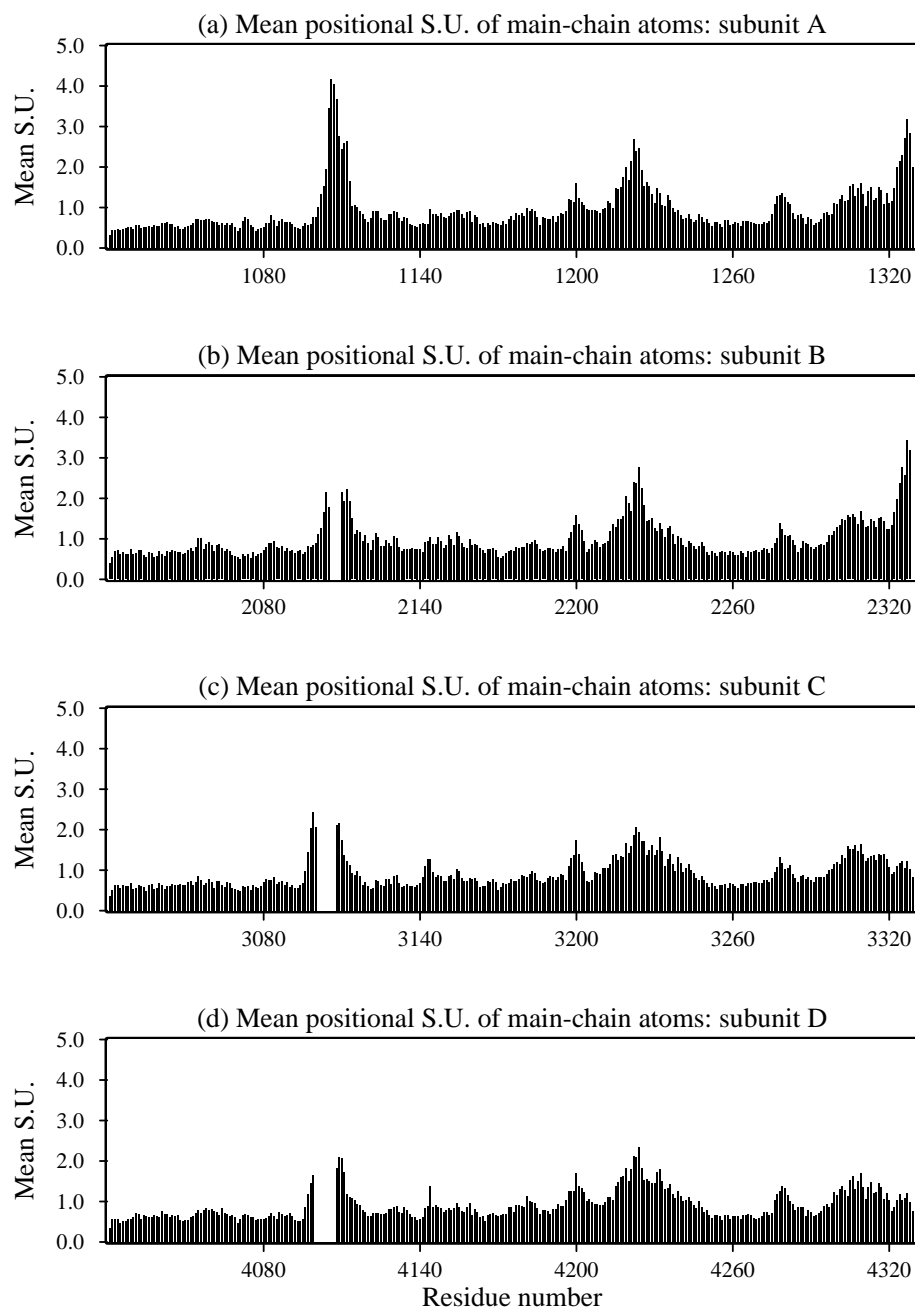 (a) Mean positional S.U. of main-chain atoms: subunit A
Mean S.U.
5.0
4.0
3.0
2.0
1.0
0.0
1080 1140 1200 1260 1320
(b) Mean positional S.U. of main-chain atoms: subunit B
Mean S.U.
5.0
4.0
3.0
2.0
1.0
0.0
2080 2140 2200 2260 2320
(c) Mean positional S.U. of main-chain atoms: subunit C
Mean S.U.
5.0
4.0
3.0
2.0
1.0
0.0
3080 3140 3200 3260 3320
(d) Mean positional S.U. of main-chain atoms: subunit D
Mean S.U.
5.0
4.0
3.0
2.0
1.0
0.0
4080 4140 4200 4260 4320
Residue number